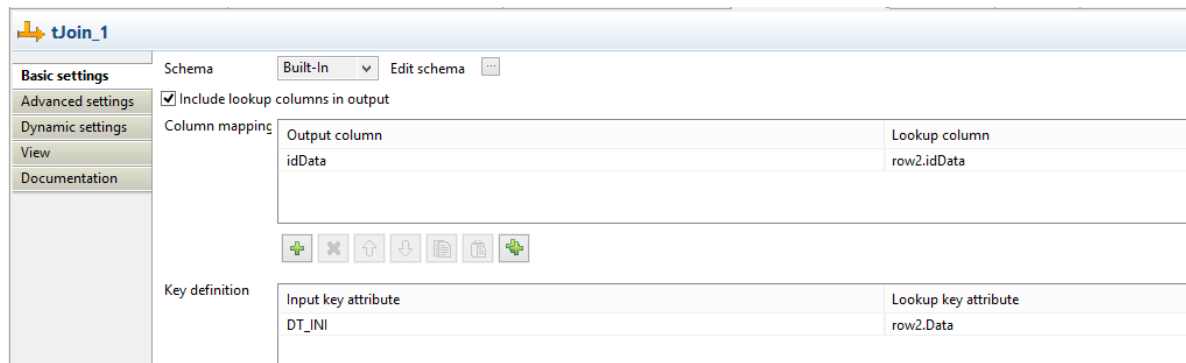 tJoin_1
Basic settings
Advanced settings
Dynamic settings
View
Documentation
Schema Built-In Edit schema ...
Include lookup columns in output
Column mapping
Output column Lookup column
idData row2.idData
Key definition
Input key attribute Lookup key attribute
DT_INI row2.Data